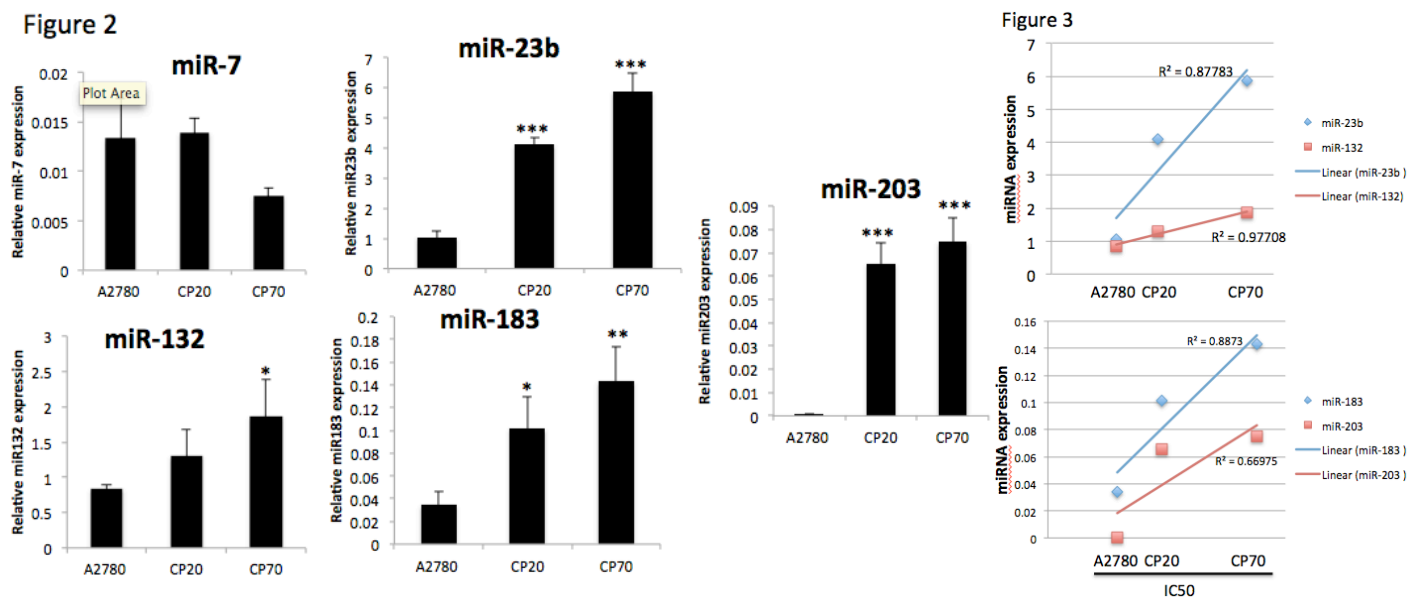 Figure 2
miR-7
Relative miR-7 expression
0.02
0.015
0.01
0.005
0
Plot Area
A2780 CP20 CP70
miR-23b
Relative miR23b expression
7
6
5
4
3
2
1
0
***
***
A2780 CP20 CP70
miR-132
Relative miR132 expression
3
2.5
2
1.5
1
0.5
0
*
A2780 CP20 CP70
miR-183
Relative miR183 expression
0.2
0.18
0.16
0.14
0.12
0.1
0.08
0.06
0.04
0.02
0
*
**
A2780 CP20 CP70
miR-203
Relative miR203 expression
0.09
0.08
0.07
0.06
0.05
0.04
0.03
0.02
0.01
0
***
***
A2780 CP20 CP70
Figure 3
miRNA expression
7
6
5
4
3
2
1
0
R² = 0.87783
R² = 0.97708
A2780 CP20 CP70
miR-23b
miR-132
Linear (miR-23b )
Linear (miR-132)
miRNA expression
0.16
0.14
0.12
0.1
0.08
0.06
0.04
0.02
0
R² = 0.8873
R² = 0.66975
A2780 CP20 CP70
IC50
miR-183
miR-203
Linear (miR-183 )
Linear (miR-203 )